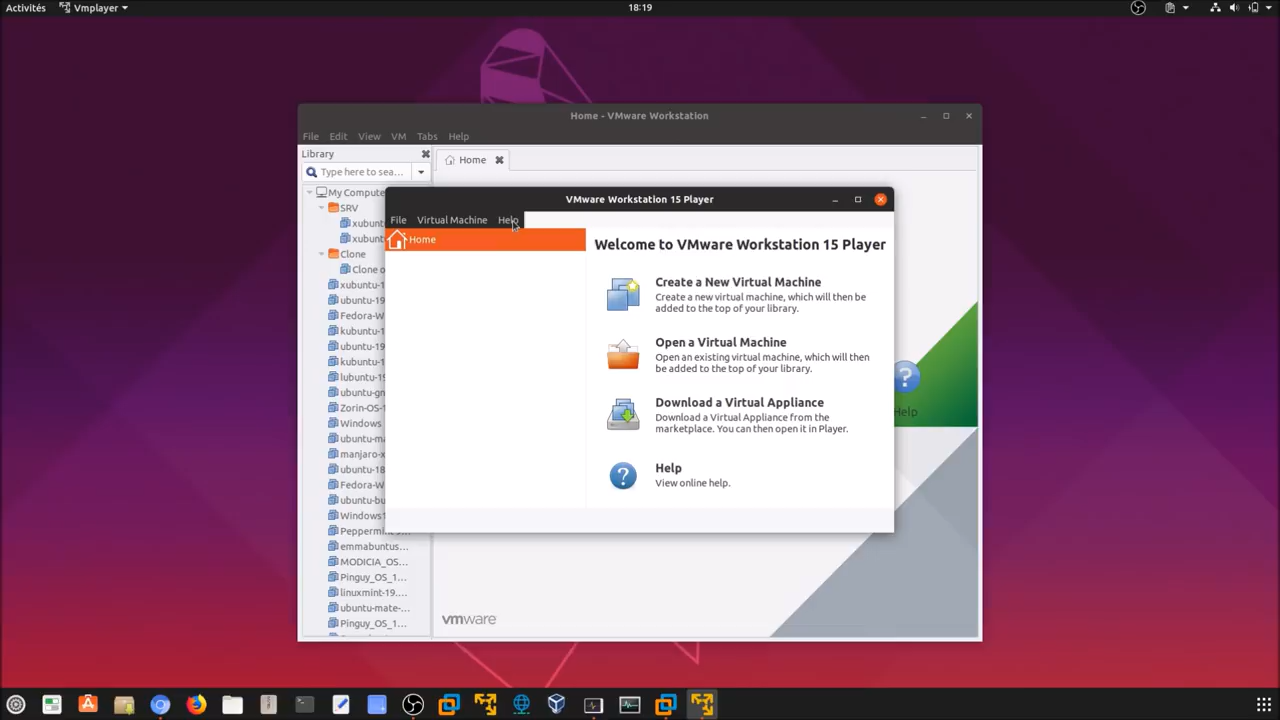 Activités
Vmplayer
18:19
Home - VMware Workstation
File Edit View VM Tabs Help
Library
Type here to sea...
Home
My Compute
SRV
xubunt
xubunt
Clone
Clone o
xubuntu-1
ubuntu-19
Fedora-W
kubuntu-1
ubuntu-19
kubuntu-1
lubuntu-19
ubuntu-gn
Zorin-OS-1
Windows
ubuntu-ma
manjaro-x
ubuntu-18
Fedora-W
ubuntu-bu
Windows1
Peppermint
emmabuntus...
MODICIA_OS...
Pinguy_OS_1...
linuxmint-19....
ubuntu-mate-...
Pinguy_OS_1...
VMware Workstation 15 Player
File Virtual Machine Help
Home
Welcome to VMware Workstation 15 Player
Create a New Virtual Machine
Create a new virtual machine, which will then be
added to the top of your library.
Open a Virtual Machine
Open an existing virtual machine, which will then
be added to the top of your library.
Download a Virtual Appliance
Download a Virtual Appliance from the
marketplace. You can then open it in Player.
Help
View online help.
Help
vmware